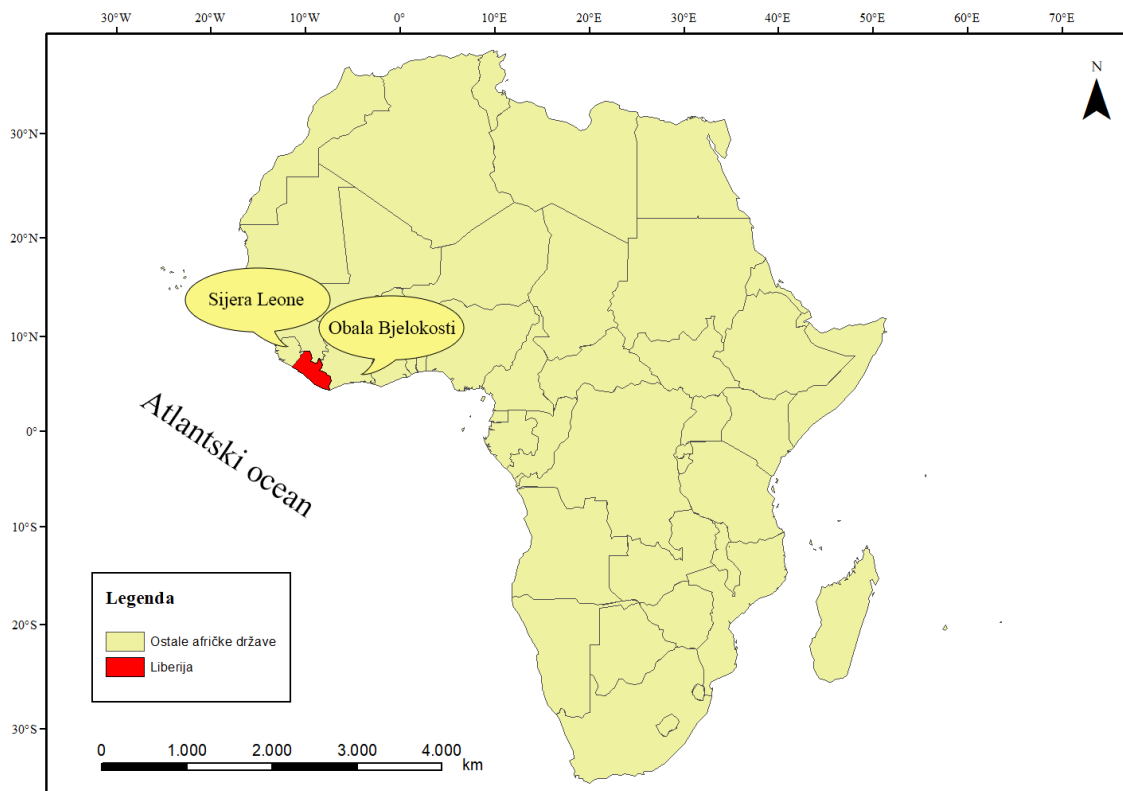 30°W 20°W 10°W 0° 10°E 20°E 30°E 40°E 50°E 60°E 70°E
N
30°N
20°N
Sijera Leone
Obala Bjelokosti
10°N
Atlantski ocean
0°
10°S
Legenda
Ostale afričke države
Liberija
20°S
30°S
0 1.000 2.000 3.000 4.000
km